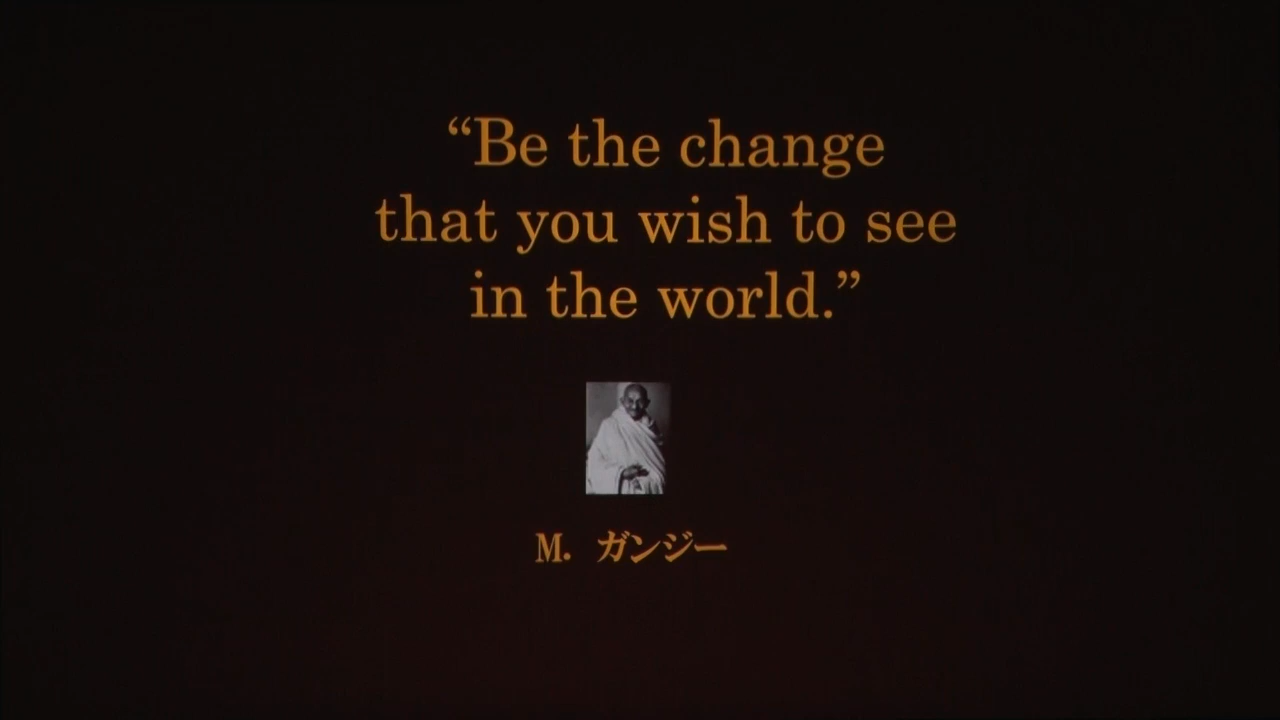 “Be the change
that you wish to see
in the world.”
M. ガンジー